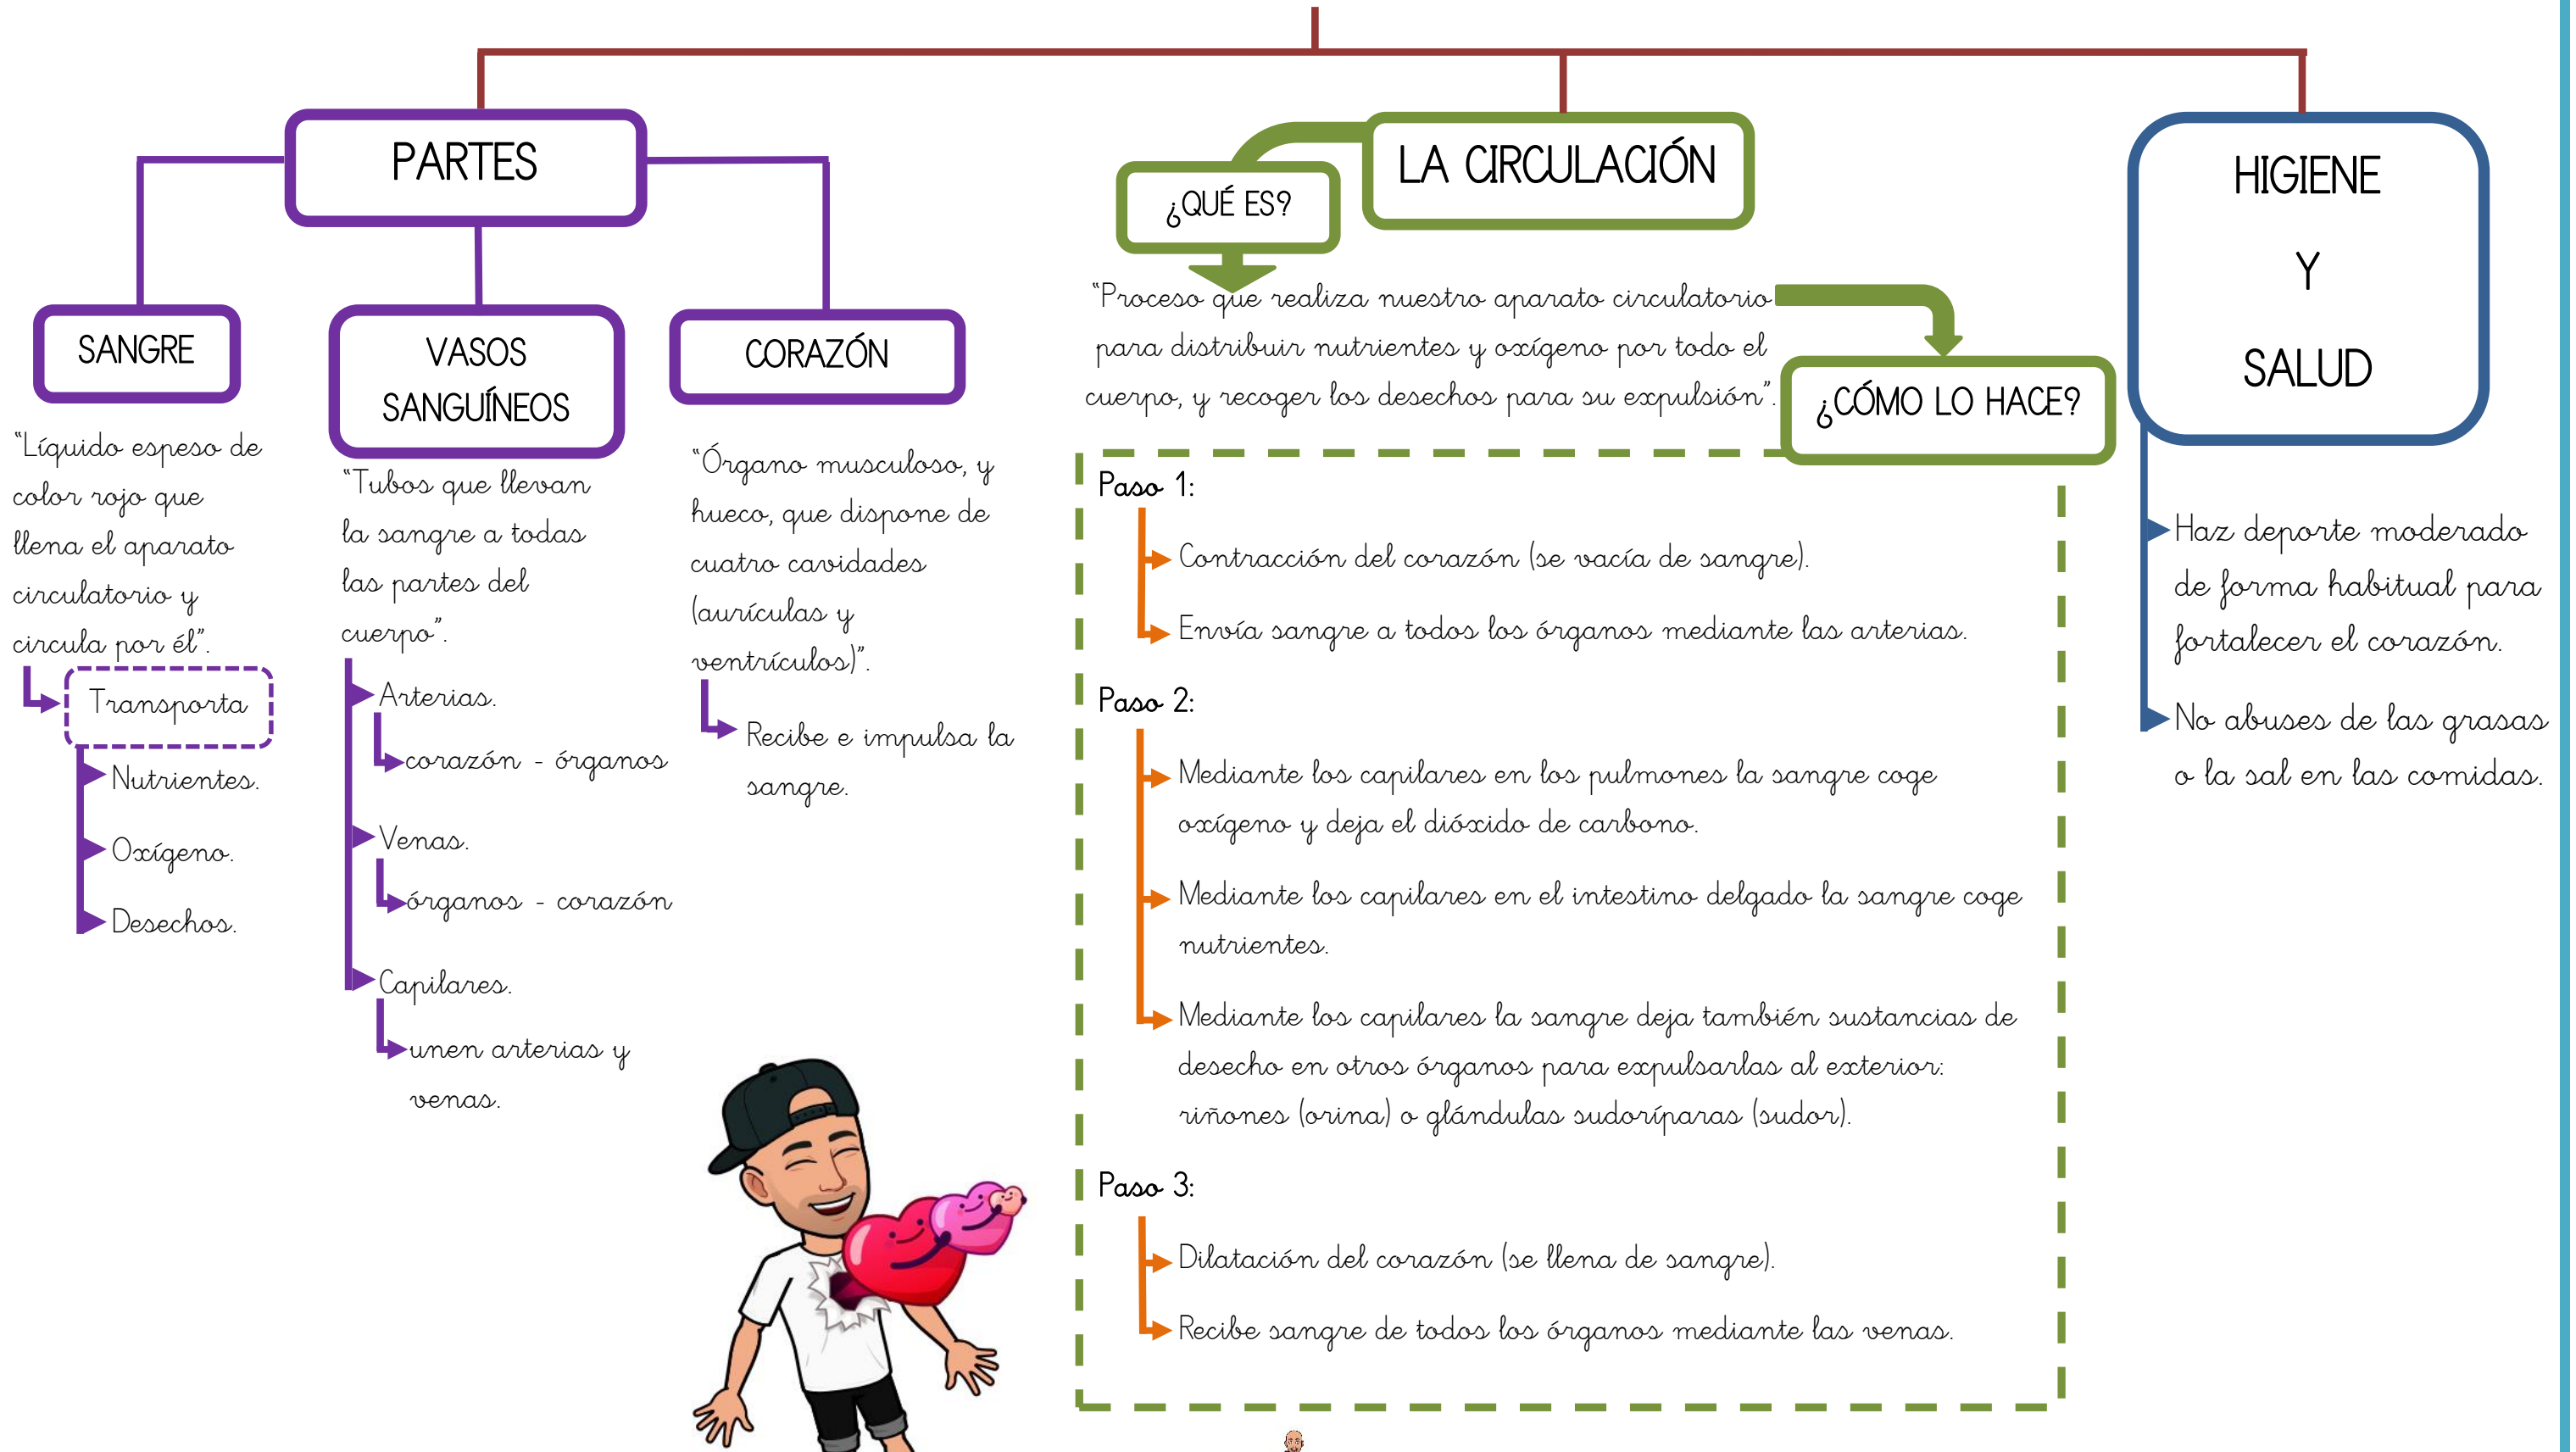 PARTES
SANGRE
"Líquido espeso de
color rojo que
llena el aparato
circulatorio y
circula por él".
Transporta
Nutrientes.
Oxígeno.
Desechos.
VASOS
SANGUÍNEOS
"Tubos que llevan
la sangre a todas
las partes del
cuerpo".
Arterias.
corazón - órganos
Venas.
órganos - corazón
Capilares.
unen arterias y
venas.
CORAZÓN
"Órgano musculoso, y
hueco, que dispone de
cuatro cavidades
(aurículas y
ventrículos)".
Recibe e impulsa la
sangre.
LA CIRCULACIÓN
¿QUÉ ES?
"Proceso que realiza nuestro aparato circulatorio
para distribuir nutrientes y oxígeno por todo el
cuerpo, y recoger los desechos para su expulsión".
¿CÓMO LO HACE?
Paso 1:
Contracción del corazón (se vacía de sangre).
Envía sangre a todos los órganos mediante las arterias.
Paso 2:
Mediante los capilares en los pulmones la sangre coge
oxígeno y deja el dióxido de carbono.
Mediante los capilares en el intestino delgado la sangre coge
nutrientes.
Mediante los capilares la sangre deja también sustancias de
desecho en otros órganos para expulsarlas al exterior:
riñones (orina) o glándulas sudoríparas (sudor).
Paso 3:
Dilatación del corazón (se llena de sangre).
Recibe sangre de todos los órganos mediante las venas.
HIGIENE
Y
SALUD
Haz deporte moderado
de forma habitual para
fortalecer el corazón.
No abuses de las grasas
o la sal en las comidas.